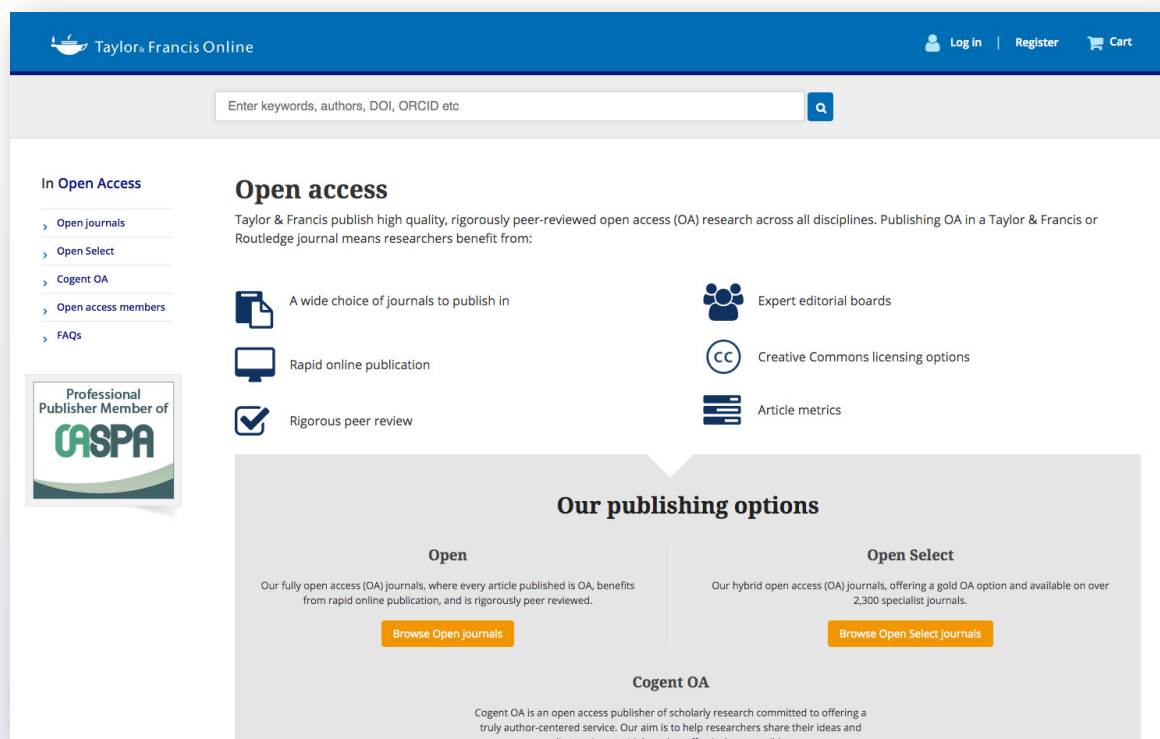 Taylor & Francis Online
Log in | Register Cart
Enter keywords, authors, DOI, ORCID etc
In Open Access
Open journals
Open Select
Cogent OA
Open access members
FAQs
Professional
Publisher Member of
OASPA
Open access
Taylor & Francis publish high quality, rigorously peer-reviewed open access (OA) research across all disciplines. Publishing OA in a Taylor & Francis or
Routledge journal means researchers benefit from:
A wide choice of journals to publish in
Expert editorial boards
Rapid online publication
CC
Creative Commons licensing options
Rigorous peer review
Article metrics
Our publishing options
Open
Our fully open access (OA) journals, where every article published is OA, benefits
from rapid online publication, and is rigorously peer reviewed.
Browse Open journals
Open Select
Our hybrid open access (OA) journals, offering a gold OA option and available on over
2,300 specialist journals.
Browse Open Select journals
Cogent OA
Cogent OA is an open access publisher of scholarly research committed to offering a
truly author-centered service. Our aim is to help researchers share their ideas and